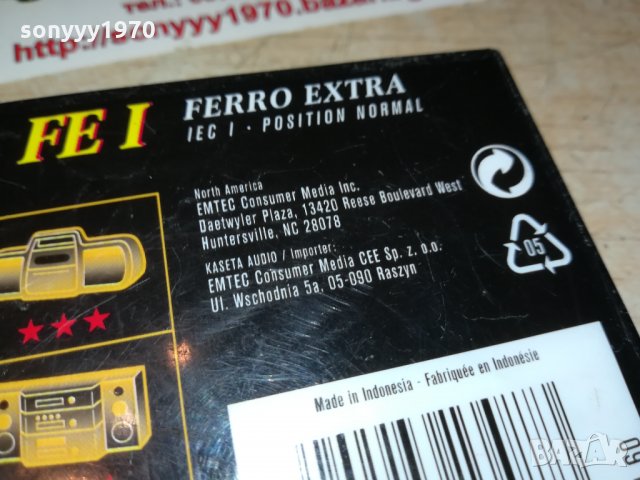 sonyyy1970
FE I
FERRO EXTRA
IEC I · POSITION NORMAL
North America
EMTEC Consumer Media Inc.
Daetwyler Plaza, 13420 Reese Boulevard West
Huntersville, NC 28078
KASETA AUDIO / Importer:
EMTEC Consumer Media CEE Sp. z. o.o.
Ul. Wschodnia 5a, 05-090 Raszyn
05
Made in Indonesia - Fabriquée en Indonésie
BAZAR